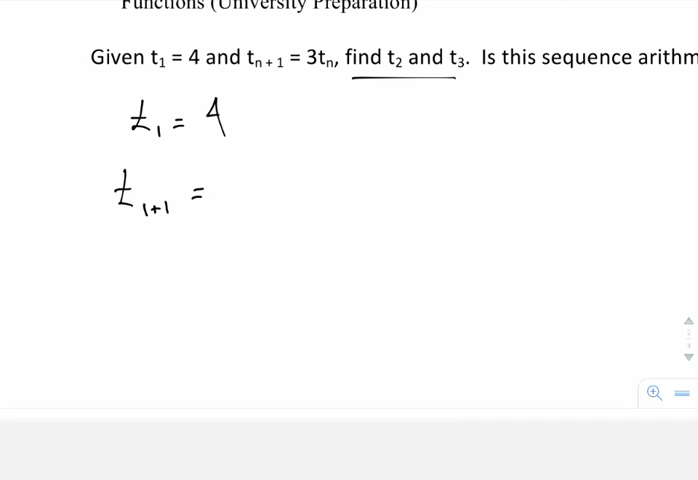 Functions (University Preparation)
Given t₁ = 4 and tₙ ₊ ₁ = 3tₙ, find t₂ and t₃. Is this sequence arithm
t₁ = 4
t₁₊₁ =